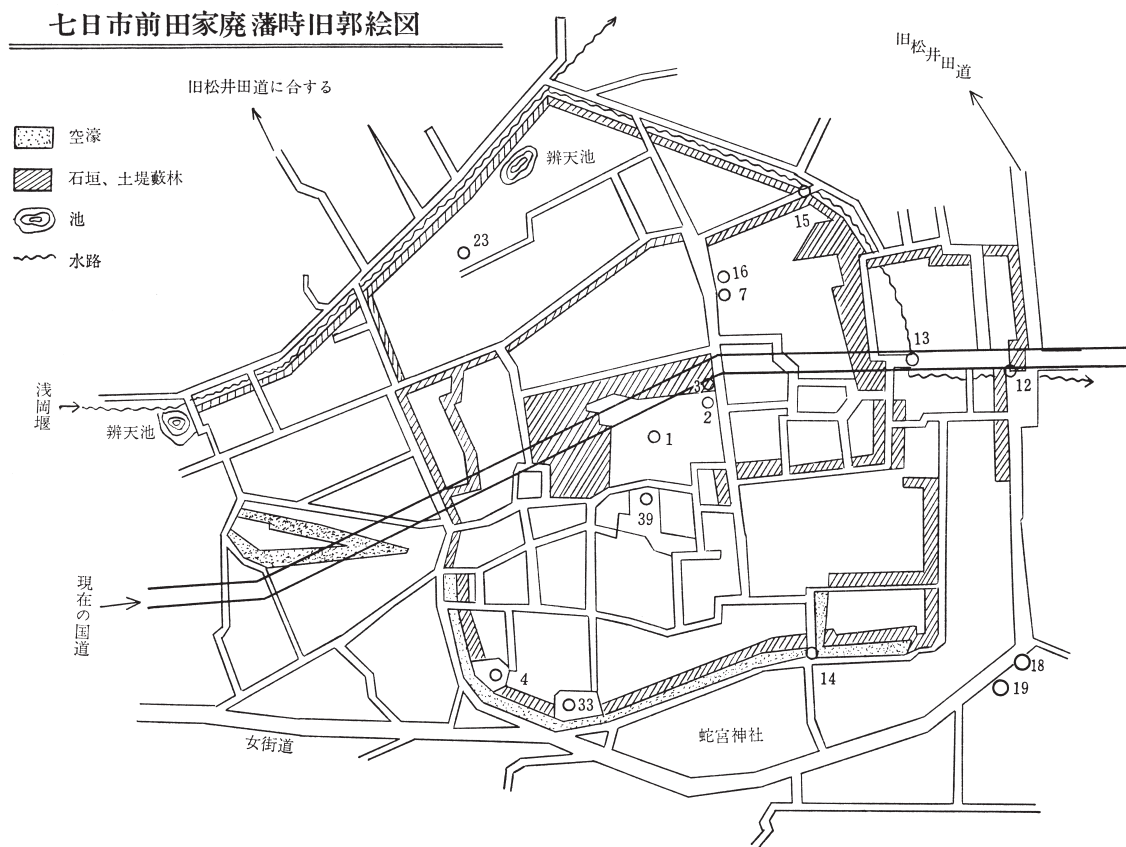 七日市前田家廃藩時旧郭絵図
旧松井田道に合する
旧松井田道
空濠
石垣、土堤藪林
池
水路
辨天池
23
15
16
7
13
12
3
2
1
浅岡堰
辨天池
39
現在の国道
4
33
14
18
19
女街道
蛇宮神社